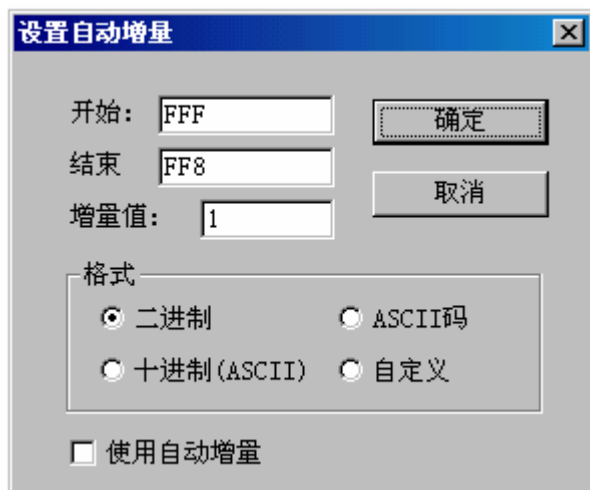 设置自动增量
开始: FFF 确定
结束 FF8
取消
增量值: 1
格式
二进制 ASCII码
十进制(ASCII) 自定义
使用自动增量